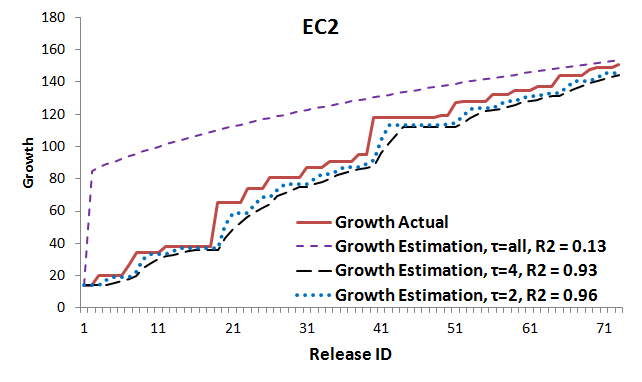 EC2
180
160
140
120
100
80
60
40
20
0
Growth
Growth Actual
Growth Estimation, τ=all, R2 = 0.13
Growth Estimation, τ=4, R2 = 0.93
Growth Estimation, τ=2, R2 = 0.96
1 11 21 31 41 51 61 71
Release ID